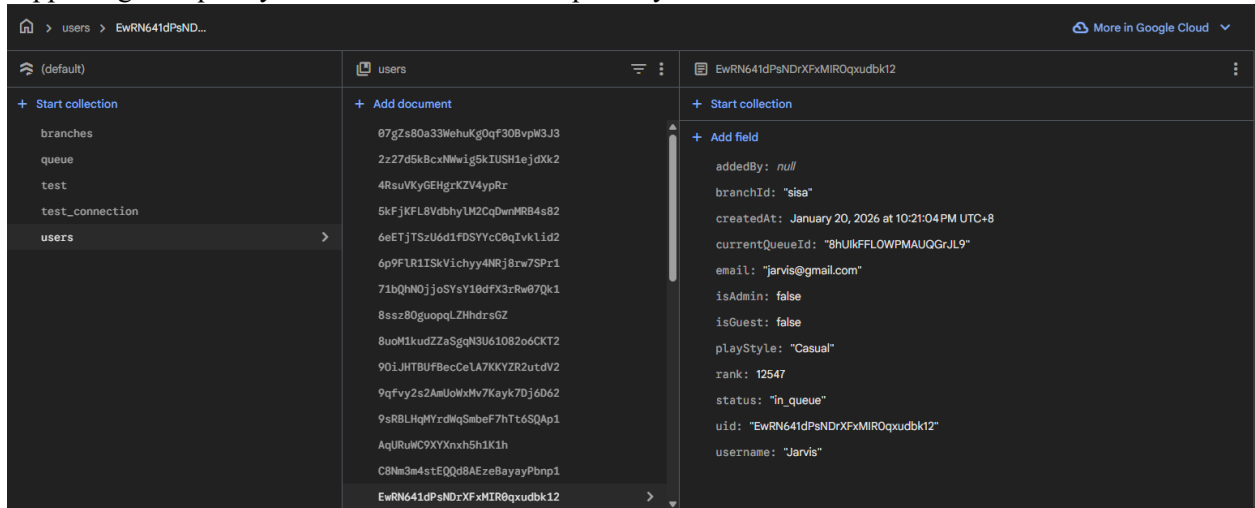 users
EwRN641dPsND...
More in Google Cloud
(default)
Start collection
branches
queue
test
test_connection
users
users
Add document
07gZs8Oa33WehuKgOqf3OBvpW3J3
2z27d5kBcxNWwig5kIUSH1ejdXk2
4RsuVKyGEHgrKZV4ypRr
5kFjKFL8VdbhylM2CqDwnMRB4s82
6eETjTSzU6d1fDSYYcC0qIvklid2
6p9FlR1ISkVichyy4NRj8rw7SPr1
71bQhNOjjoSYsY10dfX3rRw07Qk1
8ssz8OguopqLZHhdrsGZ
8uoM1kudZZaSgqN3U61O82o6CKT2
9OiJHTBUfBecCelA7KKYZR2utdV2
9qfvy2s2AmUoWxMv7Kayk7Dj6D62
9sRBLHqMYrdWqSmbeF7hTt6SQAp1
AqURuWC9XYXnxh5h1K1h
C8Nm3m4stEQQd8AEzeBayayPbnp1
EwRN641dPsNDrXFxMIR0qxudbk12
EwRN641dPsNDrXFxMIR0qxudbk12
Start collection
Add field
addedBy: null
branchId: "sisa"
createdAt: January 20, 2026 at 10:21:04 PM UTC+8
currentQueueId: "8hUIkFFL0WPMAUQGrJL9"
email: "jarvis@gmail.com"
isAdmin: false
isGuest: false
playStyle: "Casual"
rank: 12547
status: "in_queue"
uid: "EwRN641dPsNDrXFxMIR0qxudbk12"
username: "Jarvis"